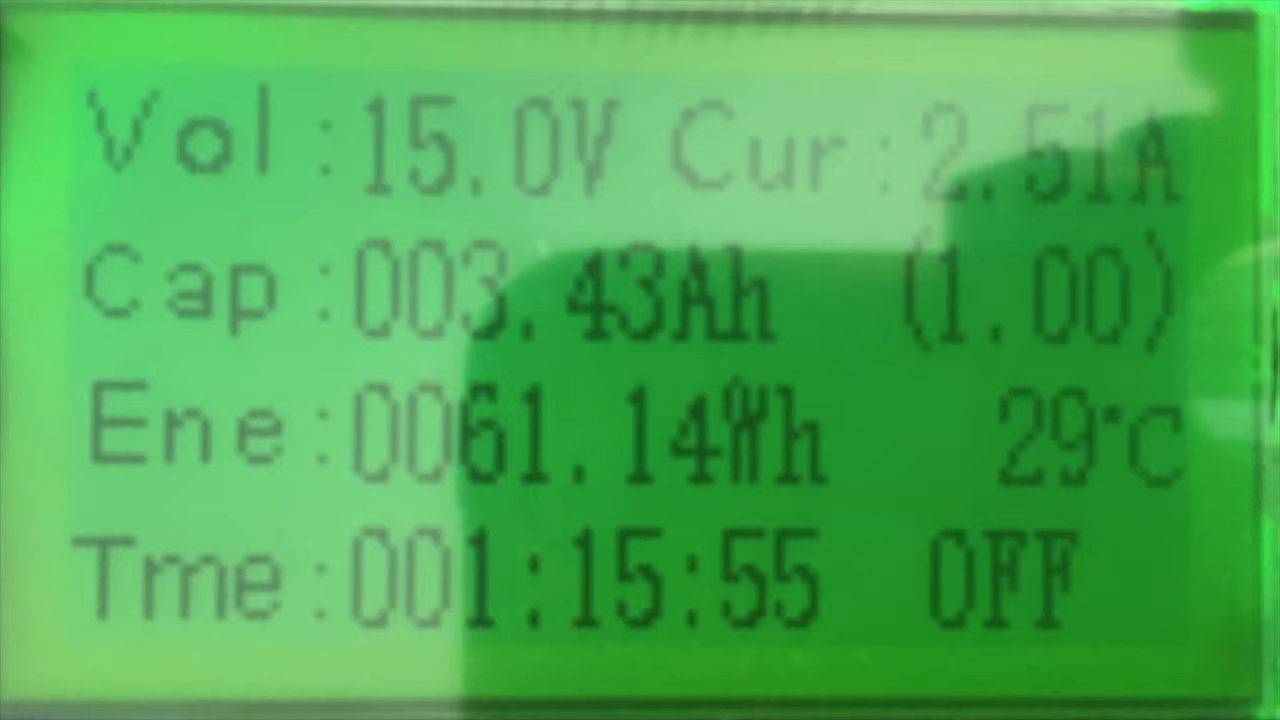 Vol:15.0V Cur:2.51A
Cap:003.43Ah (1.00)
Ene:0061.14Wh 29°C
Tme:001:15:55 OFF